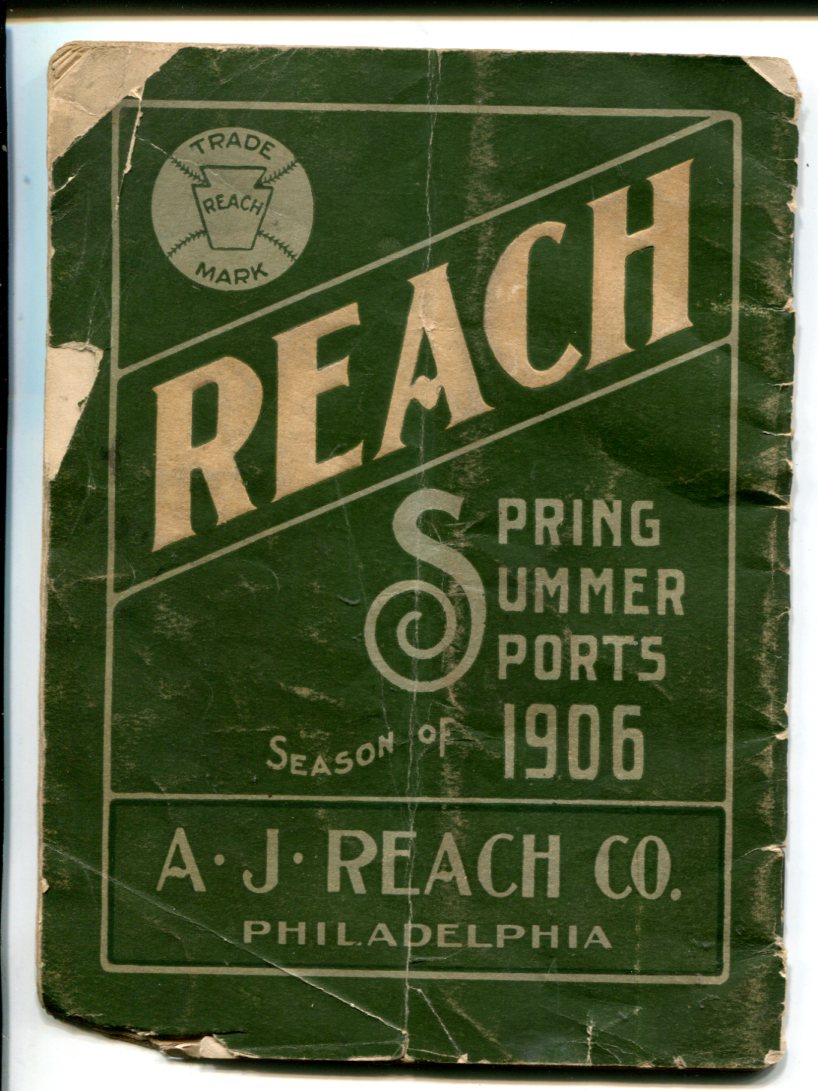 TRADE
REACH
MARK
REACH
SPRING
SUMMER
SPORTS
SEASON OF 1906
A·J·REACH CO.
PHILADELPHIA